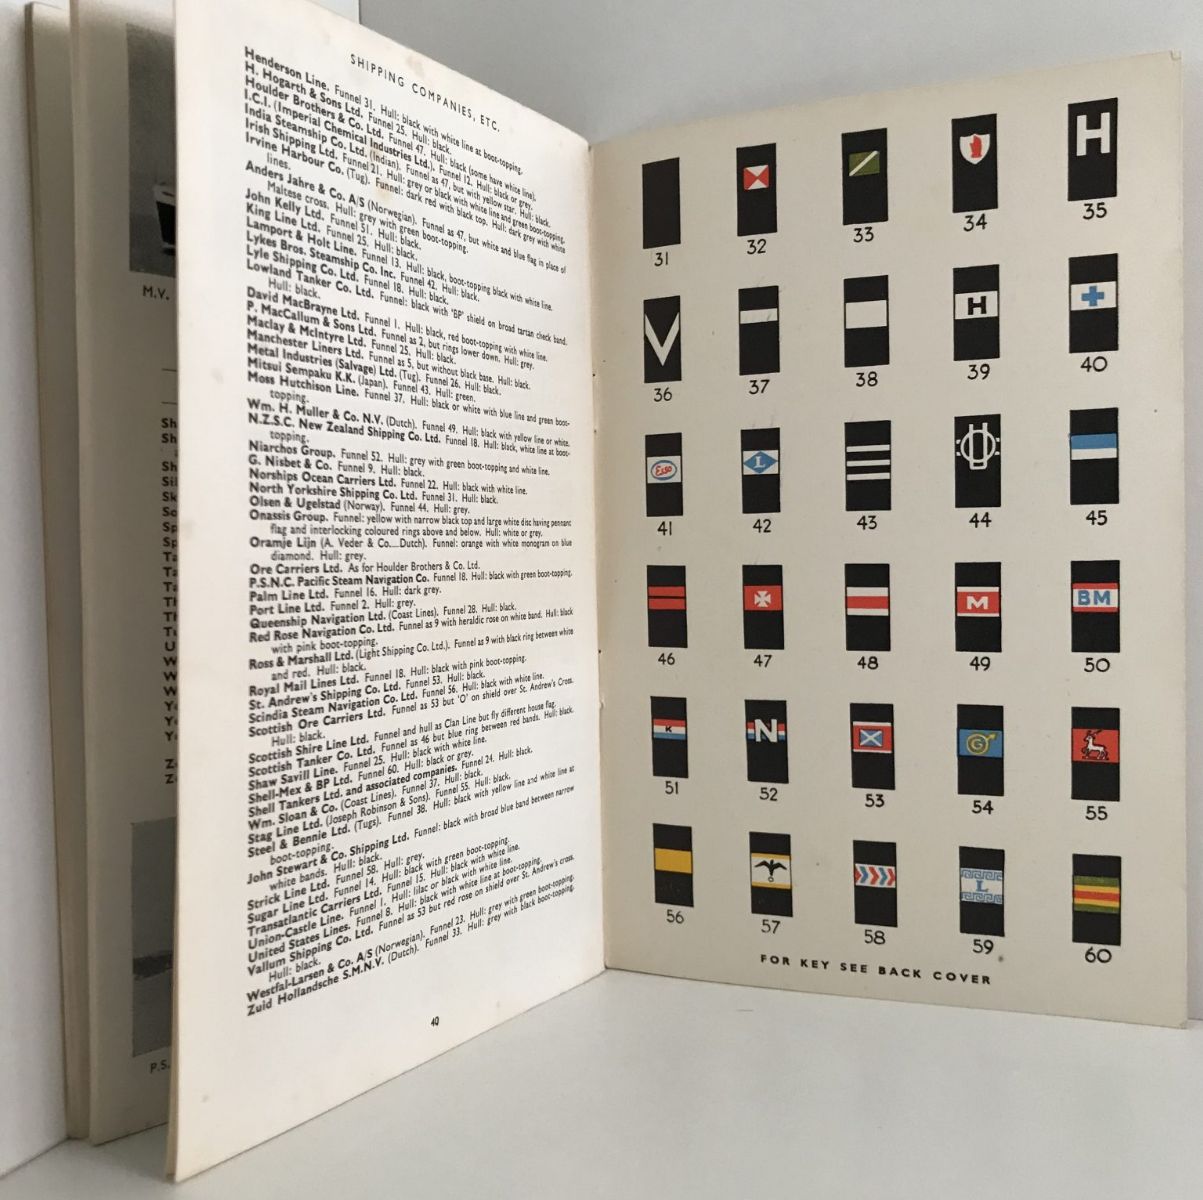 SHIPPING COMPANIES, ETC.
Henderson Line. Funnel 31. Hull: black with white line at boot-topping.
H. Hogarth & Sons Ltd. Funnel 25. Hull: black.
Houlder Brothers & Co. Ltd. Funnel 47. Hull: black (some have white line).
I.C.I. (Imperial Chemical Industries Ltd.). Funnel 12. Hull: black or grey.
India Steamship Co. Ltd. (Indian). Funnel as 47, but with yellow star. Hull: black.
Irish Shipping Ltd. Funnel 21. Hull: grey or black with white line and green boot-topping.
Irvine Harbour Co. (Tug). Funnel: dark red with black top. Hull: dark grey with white
lines.
Anders Jahre & Co. A/S (Norwegian). Funnel as 47, but white and blue flag in place of
Maltese cross. Hull: grey with green boot-topping.
John Kelly Ltd. Funnel 51. Hull: black.
King Line Ltd. Funnel 25. Hull: black.
Lamport & Holt Line. Funnel 13. Hull: black, boot-topping black with white line.
Lykes Bros. Steamship Co. Inc. Funnel 42. Hull: black.
Lyle Shipping Co. Ltd. Funnel 18. Hull: black.
Lowland Tanker Co. Ltd. Funnel: black with 'BP' shield on broad tartan check band.
Hull: black.
David MacBrayne Ltd. Funnel 1. Hull: black, red boot-topping with white line.
P. MacCallum & Sons Ltd. Funnel as 2, but rings lower down. Hull: grey.
Maclay & McIntyre Ltd. Funnel 25. Hull: black.
Manchester Liners Ltd. Funnel as 5, but without black base. Hull: black.
Metal Industries (Salvage) Ltd. (Tug). Funnel 26. Hull: black.
Mitsui Sempaku K.K. (Japan). Funnel 43. Hull: green.
Moss Hutchison Line. Funnel 37. Hull: black or white with blue line and green boot-
topping.
Wm. H. Muller & Co. N.V. (Dutch). Funnel 49. Hull: black with yellow line or white.
N.Z.S.C. New Zealand Shipping Co. Ltd. Funnel 18. Hull: black, white line at boot-
topping.
Niarchos Group. Funnel 52. Hull: grey with green boot-topping and white line.
G. Nisbet & Co. Funnel 9. Hull: black.
Norships Ocean Carriers Ltd. Funnel 22. Hull: black with white line.
North Yorkshire Shipping Co. Ltd. Funnel 31. Hull: black.
Olsen & Ugelstad (Norway). Funnel 44. Hull: grey.
Onassis Group. Funnel: yellow with narrow black top and large white disc having pennant
flag and interlocking coloured rings above and below. Hull: white or grey.
Oramje Lijn (A. Veder & Co.—Dutch). Funnel: orange with white monogram on blue
diamond. Hull: grey.
Ore Carriers Ltd. As for Houlder Brothers & Co. Ltd.
P.S.N.C. Pacific Steam Navigation Co. Funnel 18. Hull: black with green boot-topping.
Palm Line Ltd. Funnel 16. Hull: dark grey.
Port Line Ltd. Funnel 2. Hull: grey.
Queenship Navigation Ltd. (Coast Lines). Funnel 28. Hull: black.
Red Rose Navigation Co. Ltd. Funnel as 9 with heraldic rose on white band. Hull: black
with pink boot-topping.
Ross & Marshall Ltd. (Light Shipping Co. Ltd.). Funnel as 9 with black ring between white
and red. Hull: black.
Royal Mail Lines Ltd. Funnel 18. Hull: black with pink boot-topping.
St. Andrew's Shipping Co. Ltd. Funnel 53. Hull: black.
Scindia Steam Navigation Co. Ltd. Funnel 56. Hull: black with white line.
Scottish Ore Carriers Ltd. Funnel as 53 but 'O' on shield over St. Andrew's Cross.
Hull: black.
Scottish Shire Line Ltd. Funnel and hull as Clan Line but fly different house flag.
Scottish Tanker Co. Ltd. Funnel as 46 but blue ring between red bands. Hull: black.
Shaw Savill Line. Funnel 25. Hull: black with white line.
Shell-Mex & BP Ltd. Funnel 60. Hull: black or grey.
Shell Tankers Ltd. and associated companies. Funnel 24. Hull: black.
Wm. Sloan & Co. (Coast Lines). Funnel 37. Hull: black.
Stag Line Ltd. (Joseph Robinson & Sons). Funnel 55. Hull: black.
Steel & Bennie Ltd. (Tugs). Funnel 38. Hull: black with yellow line and white line at
boot-topping.
John Stewart & Co. Shipping Ltd. Funnel: black with broad blue band between narrow
white bands. Hull: black.
Strick Line Ltd. Funnel 58. Hull: grey.
Sugar Line Ltd. Funnel 14. Hull: black with green boot-topping.
Transatlantic Carriers Ltd. Funnel 15. Hull: black with white line.
Union-Castle Line. Funnel 1. Hull: lilac or black with white line.
United States Lines. Funnel 8. Hull: black with white line at boot-topping.
Vallum Shipping Co. Ltd. Funnel as 53 but red rose on shield over St. Andrew's cross.
Hull: black.
Westfal-Larsen & Co. A/S (Norwegian). Funnel 23. Hull: grey with green boot-topping.
Zuid Hollandsche S.M.N.V. (Dutch). Funnel 33. Hull: grey with black boot-topping.
40
H
31 32 33 34 35
V H
36 37 38 39 40
Esso L
41 42 43 44 45
M BM
46 47 48 49 50
K N G
51 52 53 54 55
L
56 57 58 59 60
FOR KEY SEE BACK COVER
M.V.
P.S.